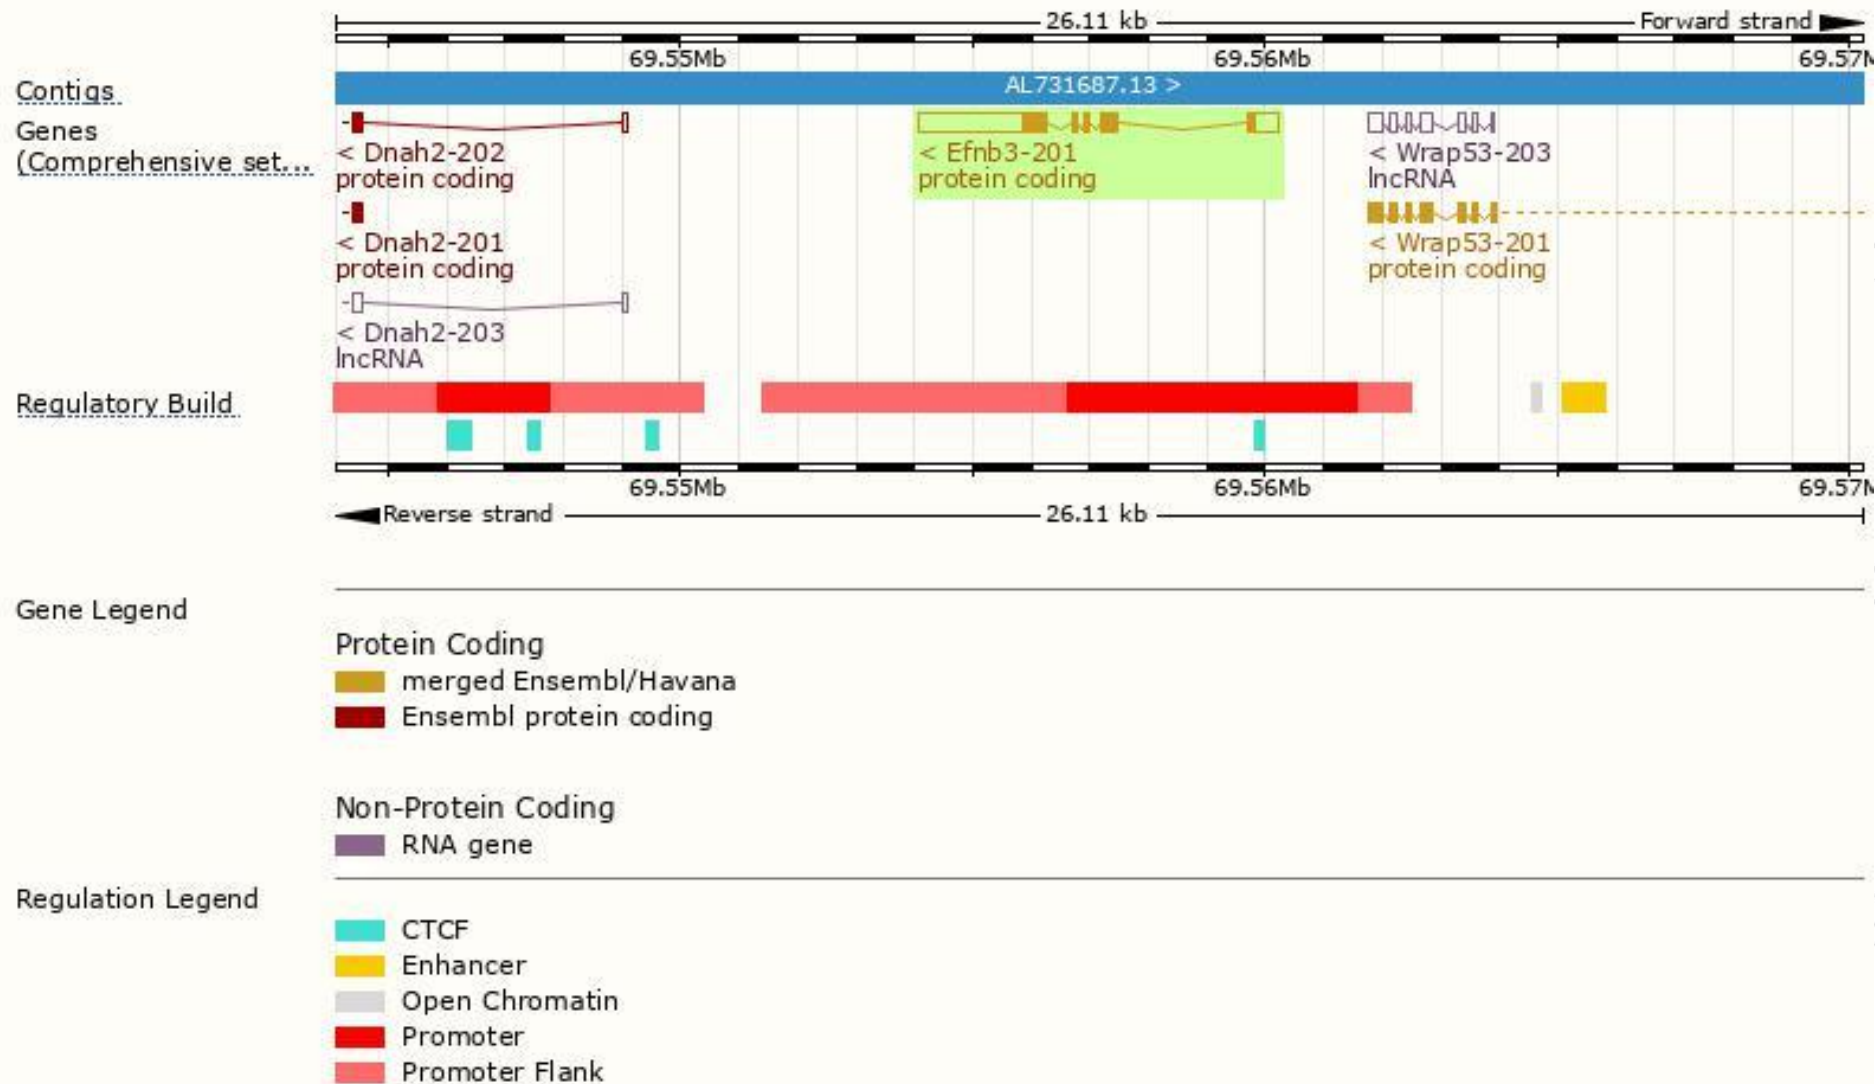 26.11 kb Forward strand
69.55Mb 69.56Mb 69.57M
Contigs AL731687.13 >
Genes
(Comprehensive set...
< Dnah2-202 < Efnb3-201 < Wrap53-203
protein coding protein coding lncRNA
< Dnah2-201 < Wrap53-201
protein coding protein coding
< Dnah2-203
lncRNA
Regulatory Build
69.55Mb 69.56Mb 69.57M
Reverse strand 26.11 kb
Gene Legend
Protein Coding
merged Ensembl/Havana
Ensembl protein coding
Non-Protein Coding
RNA gene
Regulation Legend
CTCF
Enhancer
Open Chromatin
Promoter
Promoter Flank